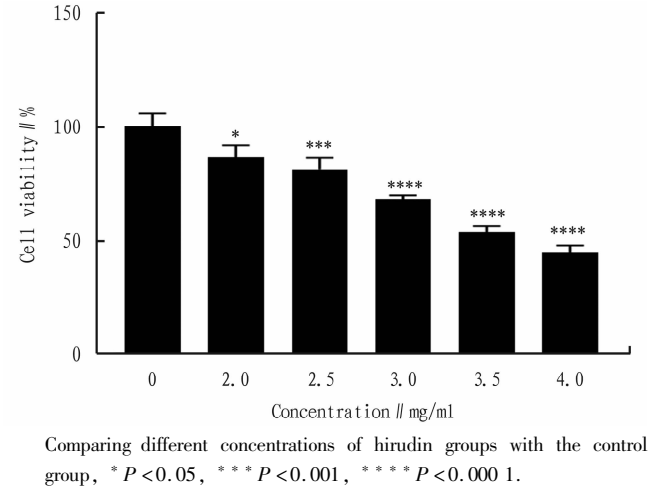 150
100
50
0
Cell viability∥%
*
***
****
****
****
0 2.0 2.5 3.0 3.5 4.0
Concentration∥mg/ml
Comparing different concentrations of hirudin groups with the control
group, *P<0.05, ***P<0.001, ****P<0.000 1.